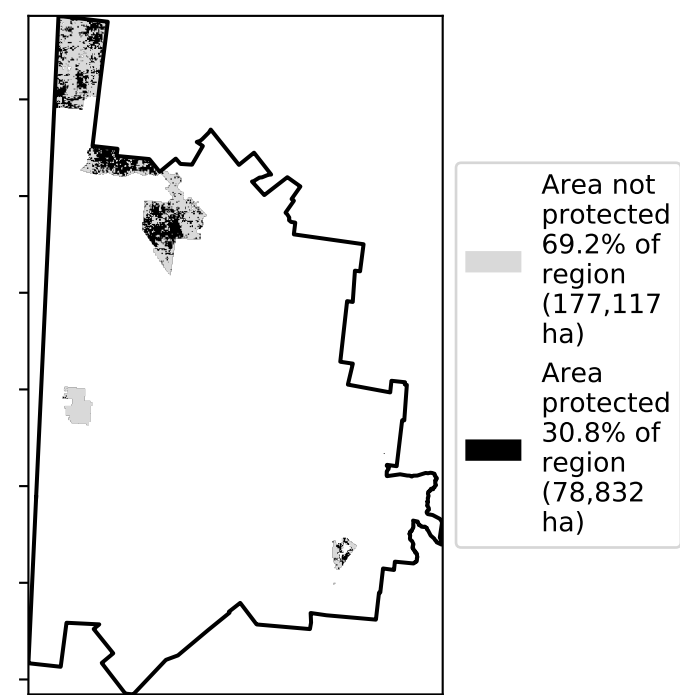 Area not
protected
69.2% of
region
(177,117
ha)
Area
protected
30.8% of
region
(78,832
ha)